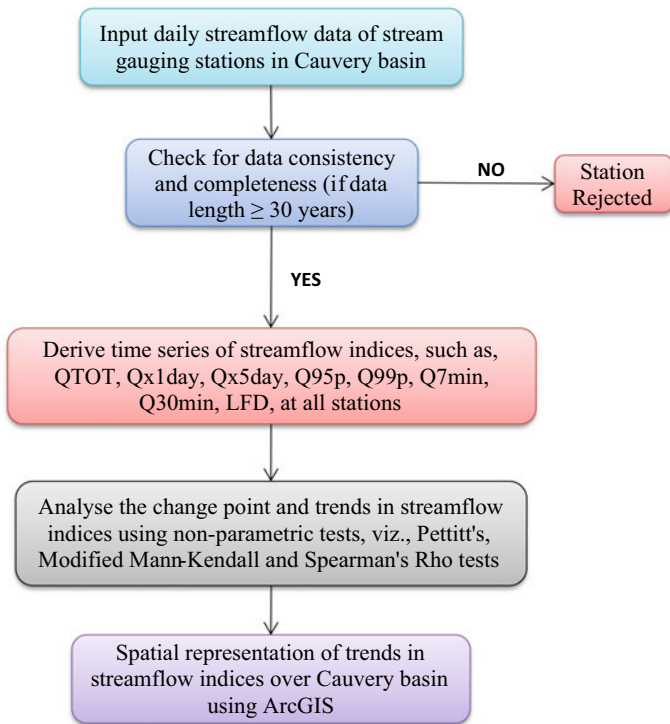 Input daily streamflow data of stream
gauging stations in Cauvery basin
Check for data consistency
and completeness (if data
length ≥ 30 years)
NO
Station
Rejected
YES
Derive time series of streamflow indices, such as,
QTOT, Qx1day, Qx5day, Q95p, Q99p, Q7min,
Q30min, LFD, at all stations
Analyse the change point and trends in streamflow
indices using non-parametric tests, viz., Pettitt's,
Modified Mann-Kendall and Spearman's Rho tests
Spatial representation of trends in
streamflow indices over Cauvery basin
using ArcGIS